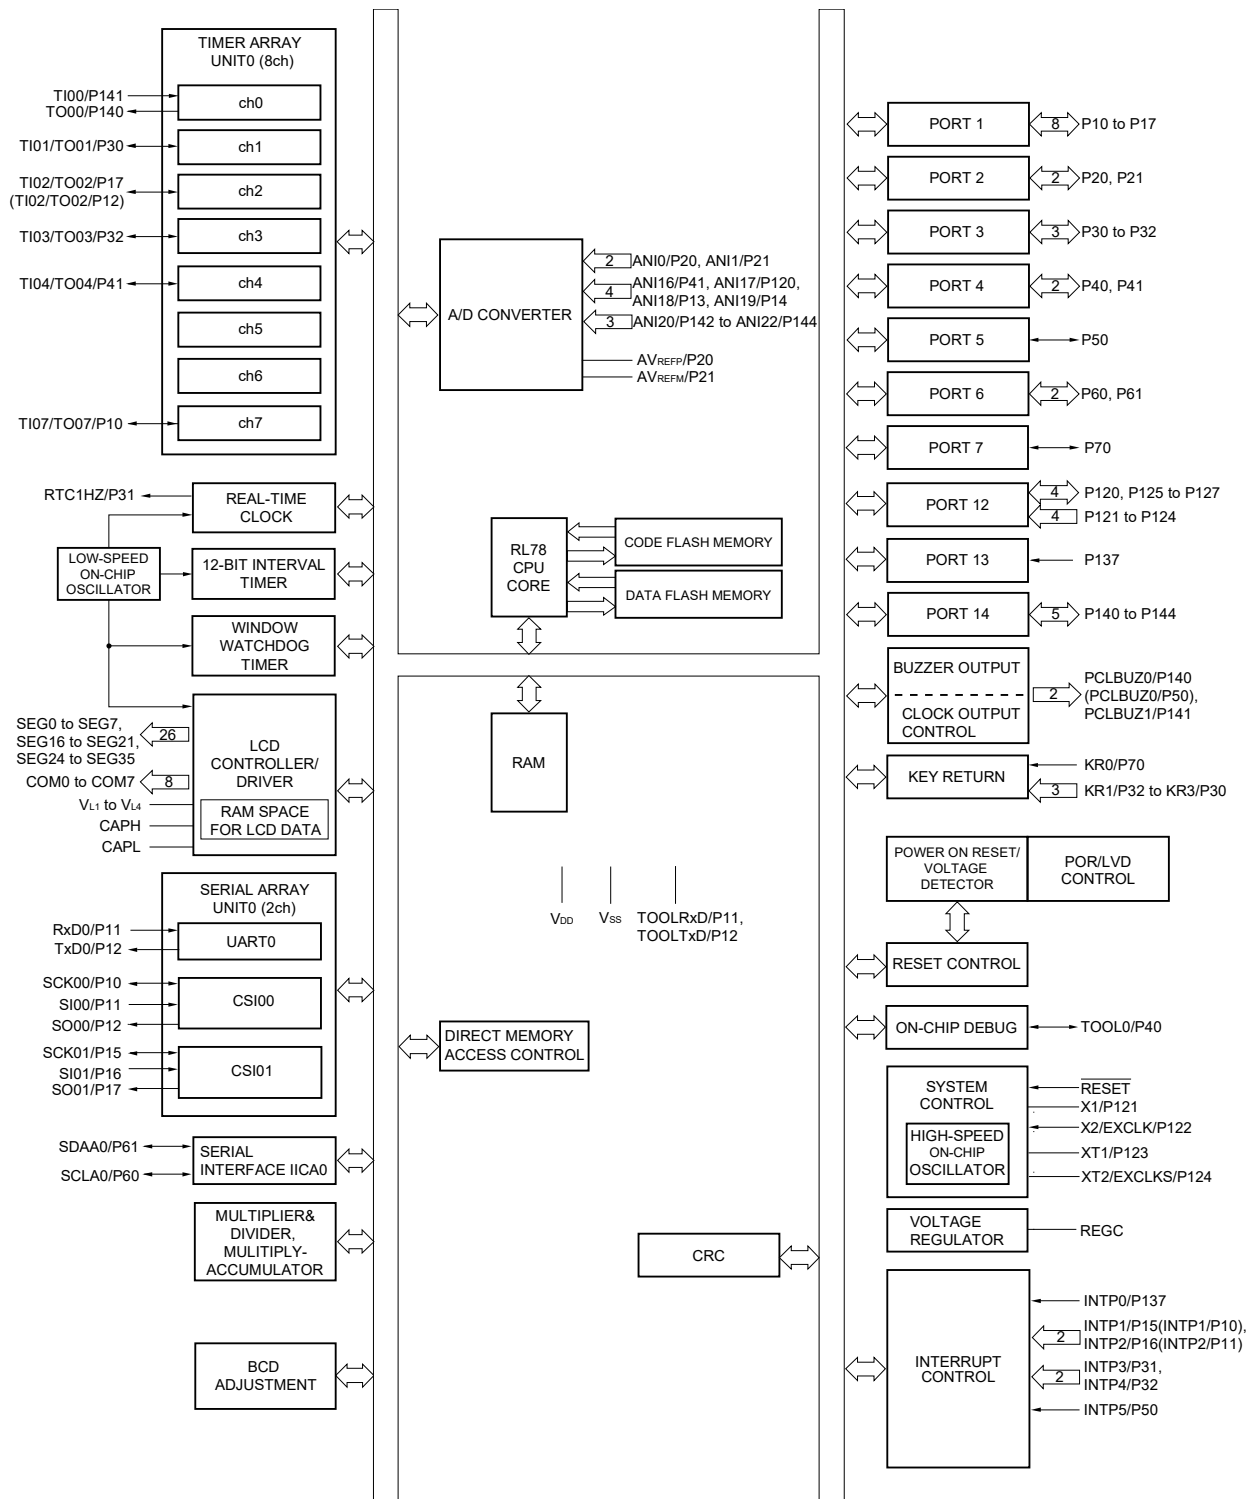 TIMER ARRAY
UNIT0 (8ch)
TI00/P141
TO00/P140
ch0
TI01/TO01/P30
ch1
TI02/TO02/P17
(TI02/TO02/P12)
ch2
TI03/TO03/P32
ch3
TI04/TO04/P41
ch4
ch5
ch6
TI07/TO07/P10
ch7
RTC1HZ/P31
REAL-TIME
CLOCK
LOW-SPEED
ON-CHIP
OSCILLATOR
12-BIT INTERVAL
TIMER
WINDOW
WATCHDOG
TIMER
SEG0 to SEG7,
SEG16 to SEG21,
SEG24 to SEG35
26
COM0 to COM7
8
VL1 to VL4
CAPH
CAPL
LCD
CONTROLLER/
DRIVER
RAM SPACE
FOR LCD DATA
SERIAL ARRAY
UNIT0 (2ch)
RxD0/P11
TxD0/P12
UART0
SCK00/P10
SI00/P11
SO00/P12
CSI00
SCK01/P15
SI01/P16
SO01/P17
CSI01
SDAA0/P61
SCLA0/P60
SERIAL
INTERFACE IICA0
MULTIPLIER&
DIVIDER,
MULITIPLY-
ACCUMULATOR
BCD
ADJUSTMENT
A/D CONVERTER
2
ANI0/P20, ANI1/P21
4
ANI16/P41, ANI17/P120,
ANI18/P13, ANI19/P14
3
ANI20/P142 to ANI22/P144
AVREFP/P20
AVREFM/P21
RL78
CPU
CORE
CODE FLASH MEMORY
DATA FLASH MEMORY
RAM
VDD
VSS
TOOLRxD/P11,
TOOLTxD/P12
DIRECT MEMORY
ACCESS CONTROL
CRC
PORT 1
8
P10 to P17
PORT 2
2
P20, P21
PORT 3
3
P30 to P32
PORT 4
2
P40, P41
PORT 5
P50
PORT 6
2
P60, P61
PORT 7
P70
PORT 12
4
P120, P125 to P127
4
P121 to P124
PORT 13
P137
PORT 14
5
P140 to P144
BUZZER OUTPUT
CLOCK OUTPUT
CONTROL
2
PCLBUZ0/P140
(PCLBUZ0/P50),
PCLBUZ1/P141
KEY RETURN
KR0/P70
3
KR1/P32 to KR3/P30
POWER ON RESET/
VOLTAGE
DETECTOR
POR/LVD
CONTROL
RESET CONTROL
ON-CHIP DEBUG
TOOL0/P40
SYSTEM
CONTROL
HIGH-SPEED
ON-CHIP
OSCILLATOR
RESET
X1/P121
X2/EXCLK/P122
XT1/P123
XT2/EXCLKS/P124
VOLTAGE
REGULATOR
REGC
INTERRUPT
CONTROL
INTP0/P137
2
INTP1/P15(INTP1/P10),
INTP2/P16(INTP2/P11)
2
INTP3/P31,
INTP4/P32
INTP5/P50